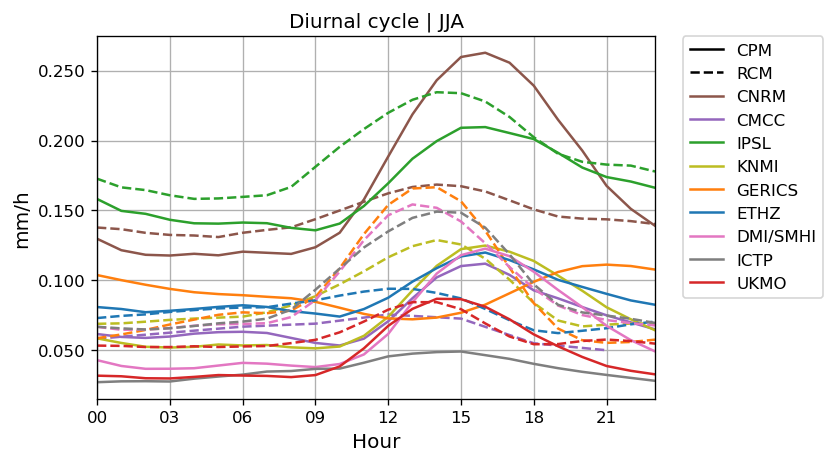 Diurnal cycle | JJA
mm/h
0.250
0.200
0.150
0.100
0.050
00 03 06 09 12 15 18 21
Hour
CPM
RCM
CNRM
CMCC
IPSL
KNMI
GERICS
ETHZ
DMI/SMHI
ICTP
UKMO